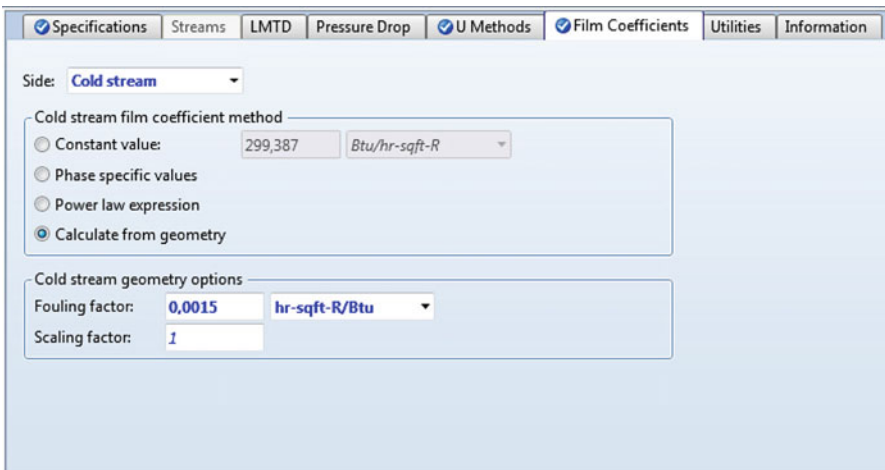 Specifications Streams LMTD Pressure Drop U Methods Film Coefficients Utilities Information
Side: Cold stream
Cold stream film coefficient method
Constant value: 299,387 Btu/hr-sqft-R
Phase specific values
Power law expression
Calculate from geometry
Cold stream geometry options
Fouling factor: 0,0015 hr-sqft-R/Btu
Scaling factor: 1